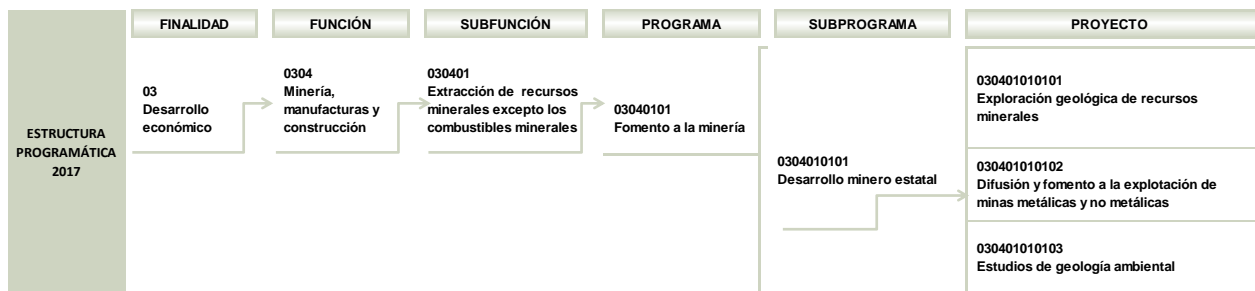 FINALIDAD
FUNCIÓN
SUBFUNCIÓN
PROGRAMA
SUBPROGRAMA
PROYECTO
ESTRUCTURA
PROGRAMÁTICA
2017
03
Desarrollo
económico
0304
Minería,
manufacturas y
construcción
030401
Extracción de recursos
minerales excepto los
combustibles minerales
03040101
Fomento a la minería
0304010101
Desarrollo minero estatal
030401010101
Exploración geológica de recursos
minerales
030401010102
Difusión y fomento a la explotación de
minas metálicas y no metálicas
030401010103
Estudios de geología ambiental